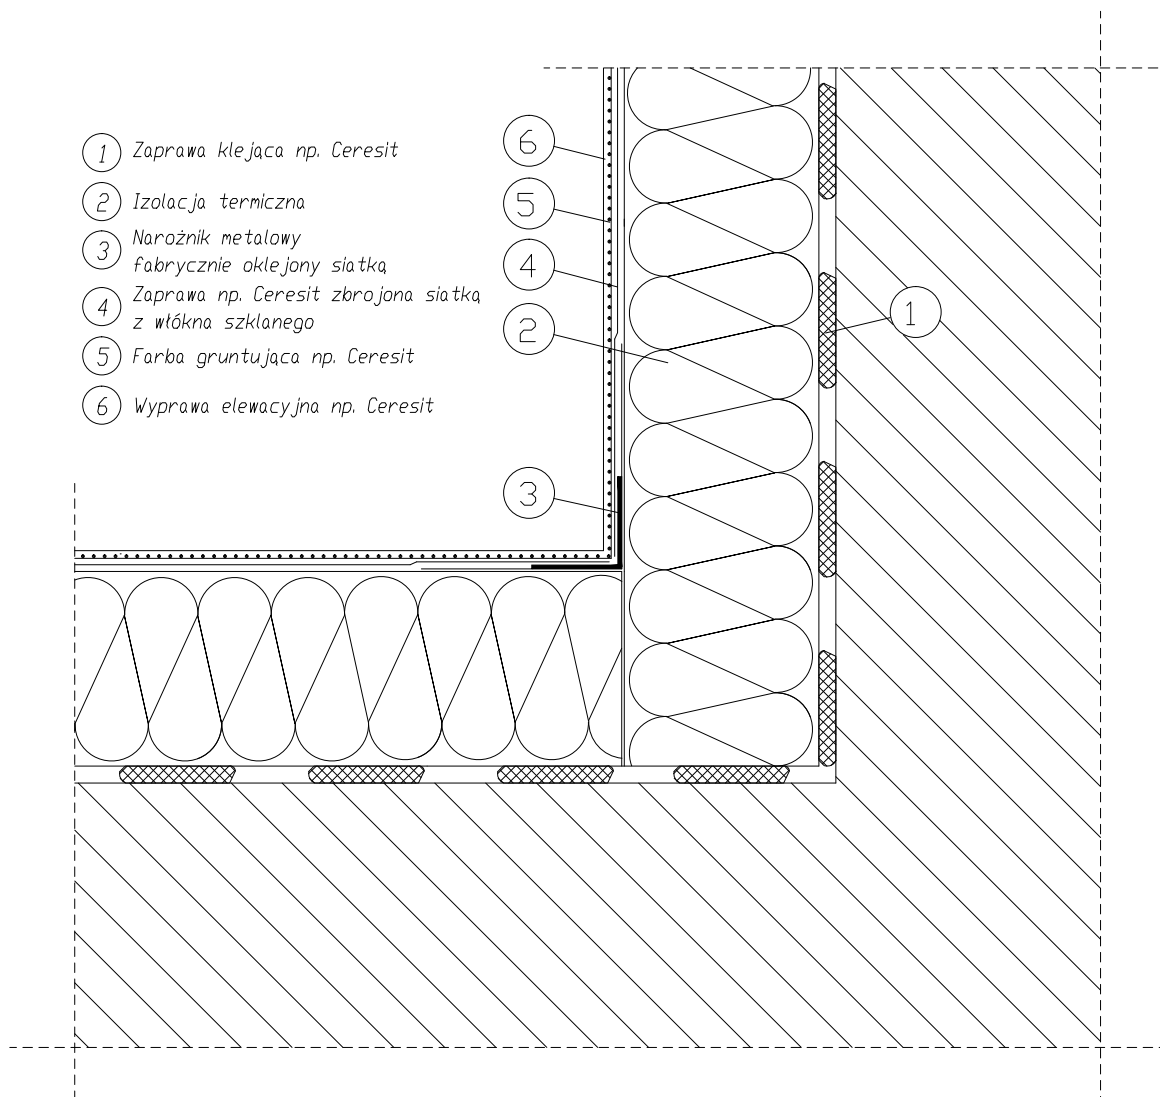 1 Zaprawa klejąca np. Ceresit
2 Izolacja termiczna
3 Narożnik metalowy
fabrycznie oklejony siatką
4 Zaprawa np. Ceresit zbrojona siatką
z włókna szklanego
5 Farba gruntująca np. Ceresit
6 Wyprawa elewacyjna np. Ceresit
6
5
4
2
1
3